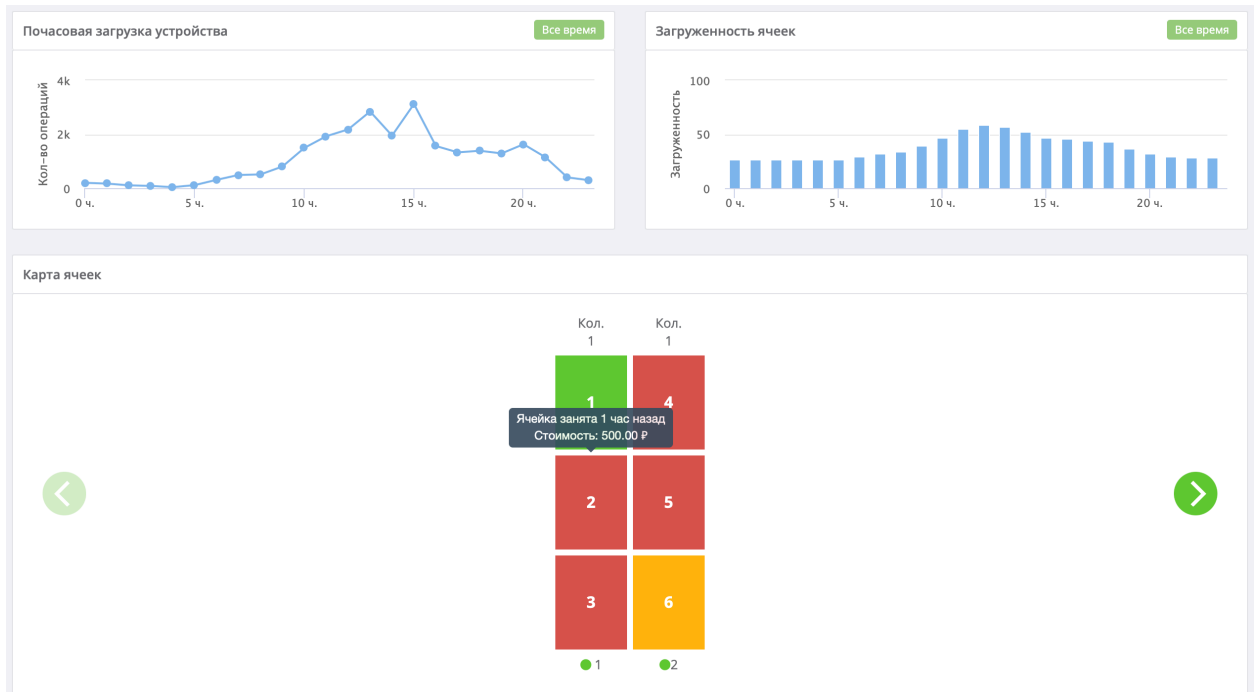 Почасовая загрузка устройства
Все время
Кол-во операций
4k
2k
0
0 ч.
5 ч.
10 ч.
15 ч.
20 ч.
Загруженность ячеек
Все время
Загруженность
100
50
0
0 ч.
5 ч.
10 ч.
15 ч.
20 ч.
Карта ячеек
Кол.
1
Кол.
1
1
4
Ячейка занята 1 час назад
Стоимость: 500.00 ₽
2
5
3
6
1
2